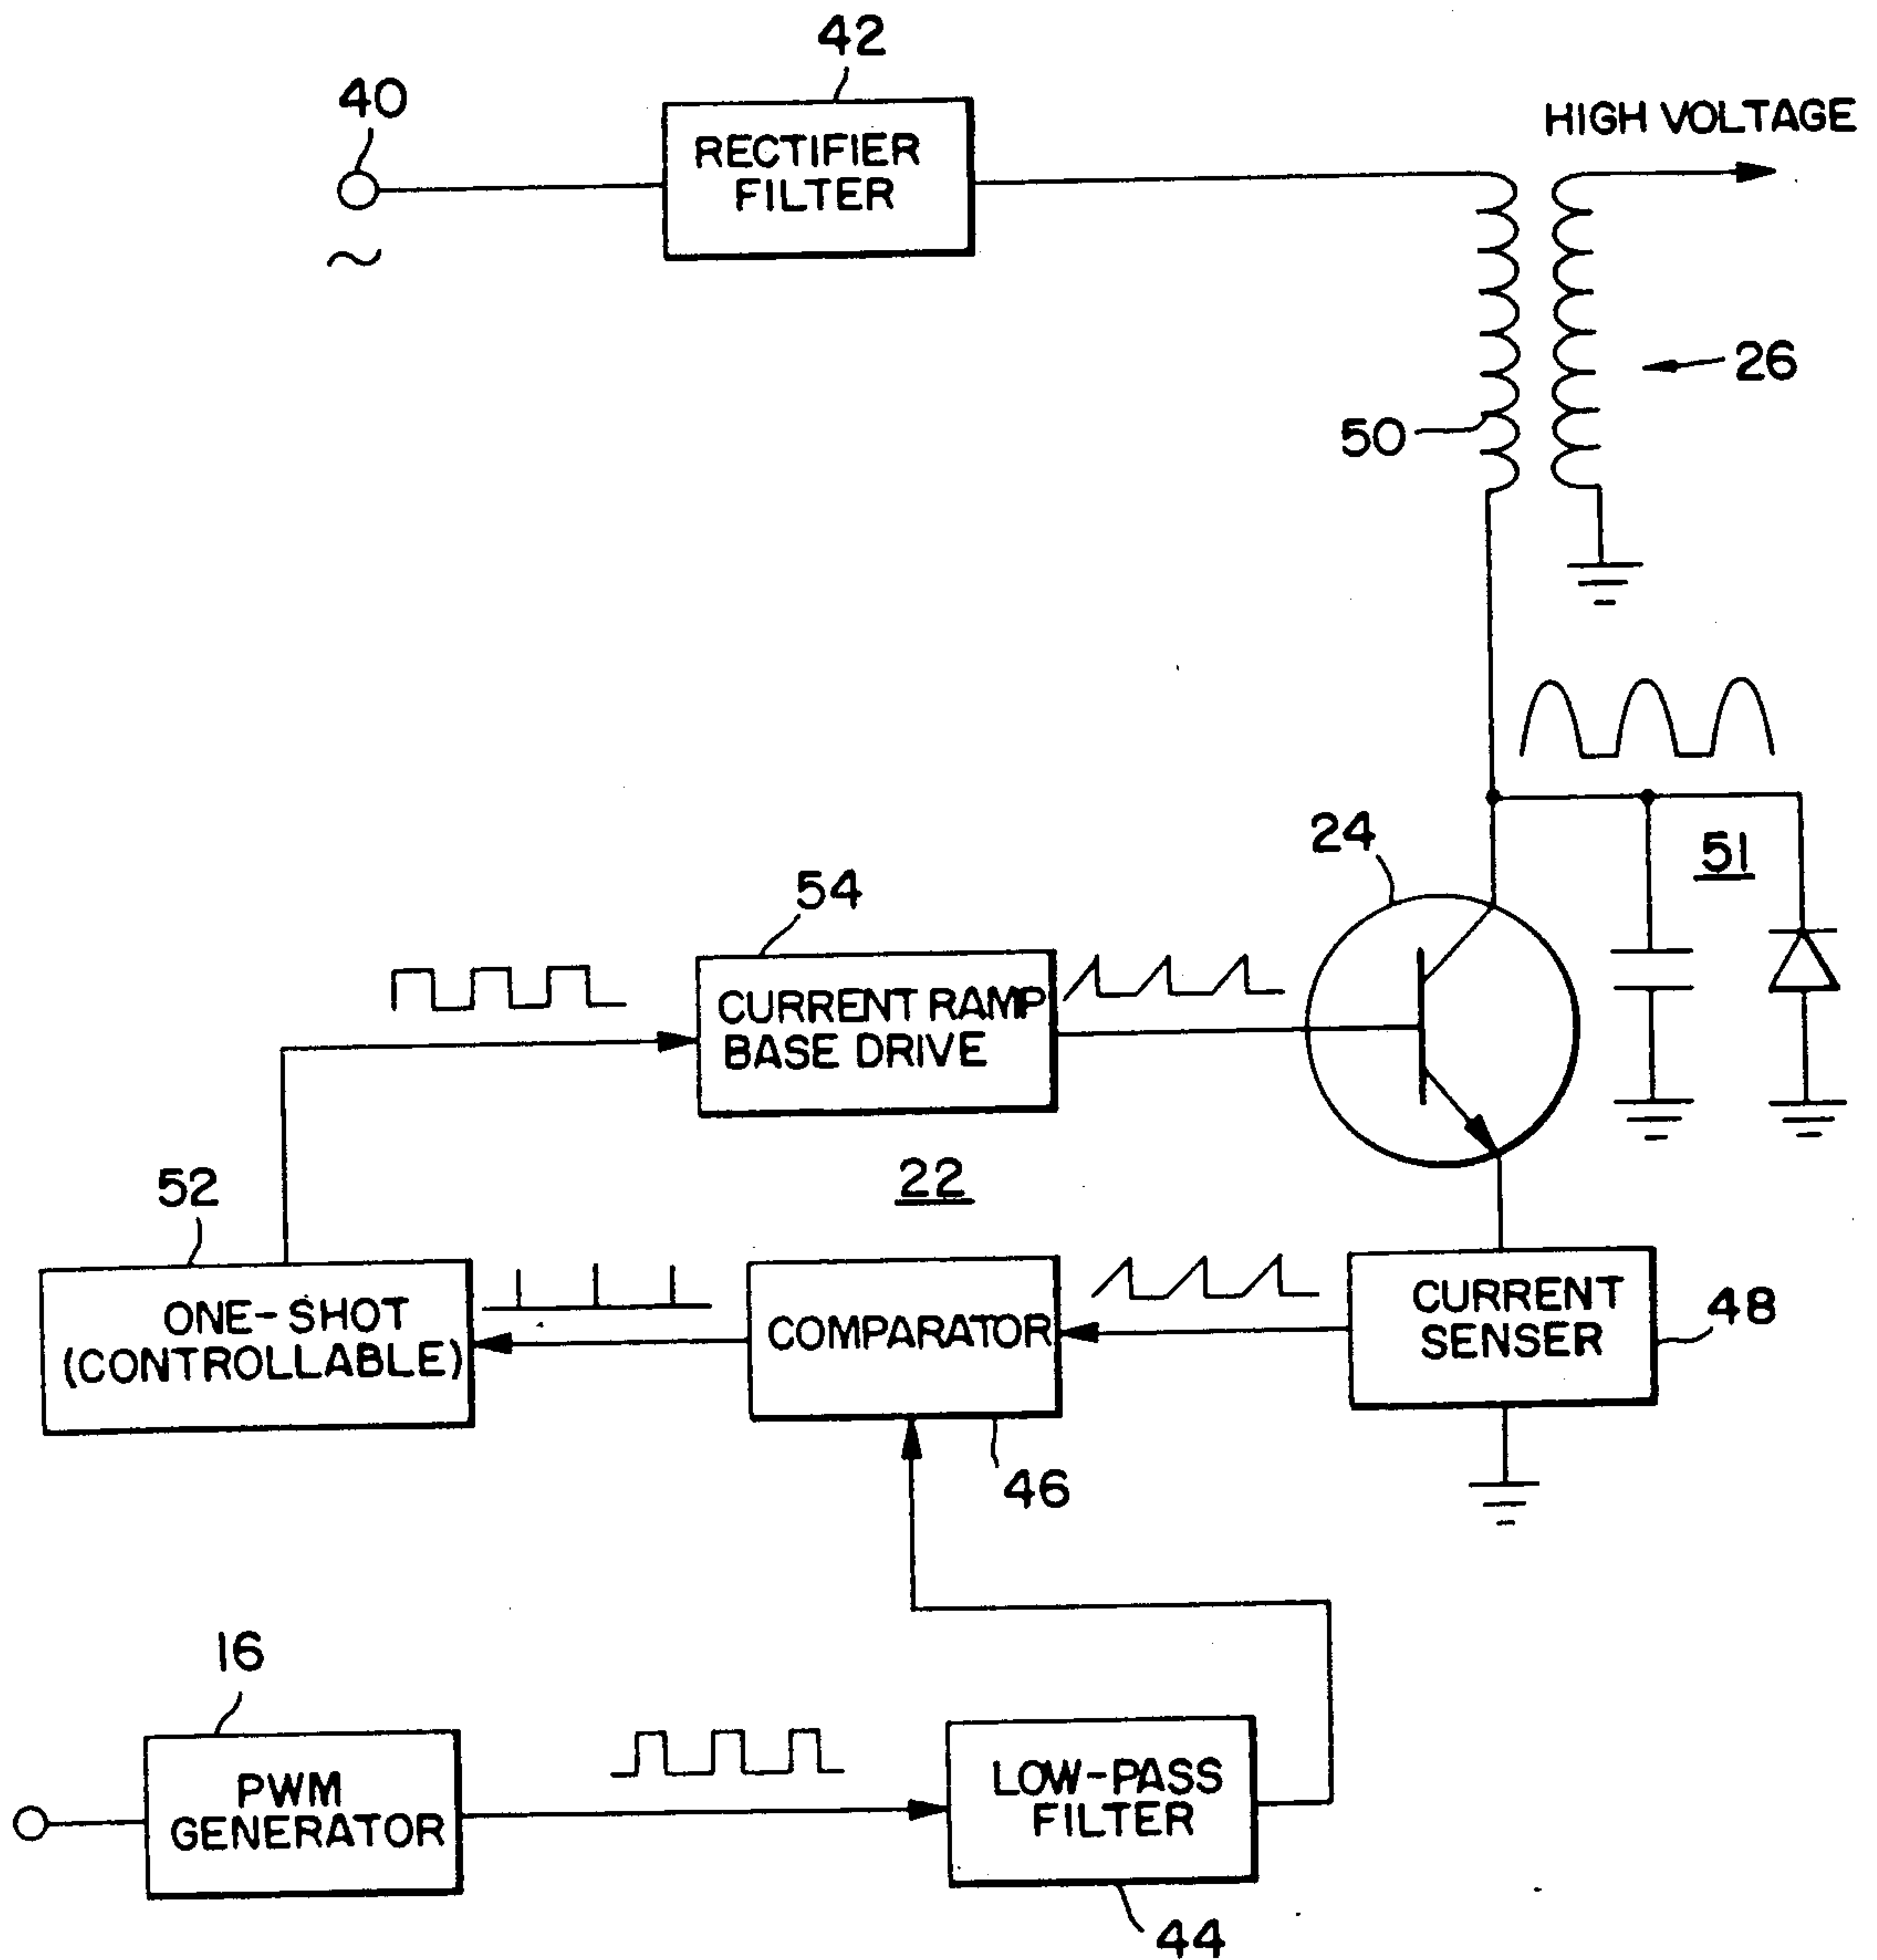 42
40
RECTIFIER
FILTER
HIGH VOLTAGE
~
26
50
24
51
54
CURRENT RAMP
BASE DRIVE
22
52
ONE-SHOT
(CONTROLLABLE)
COMPARATOR
CURRENT
SENSER
48
46
16
PWM
GENERATOR
LOW-PASS
FILTER
44